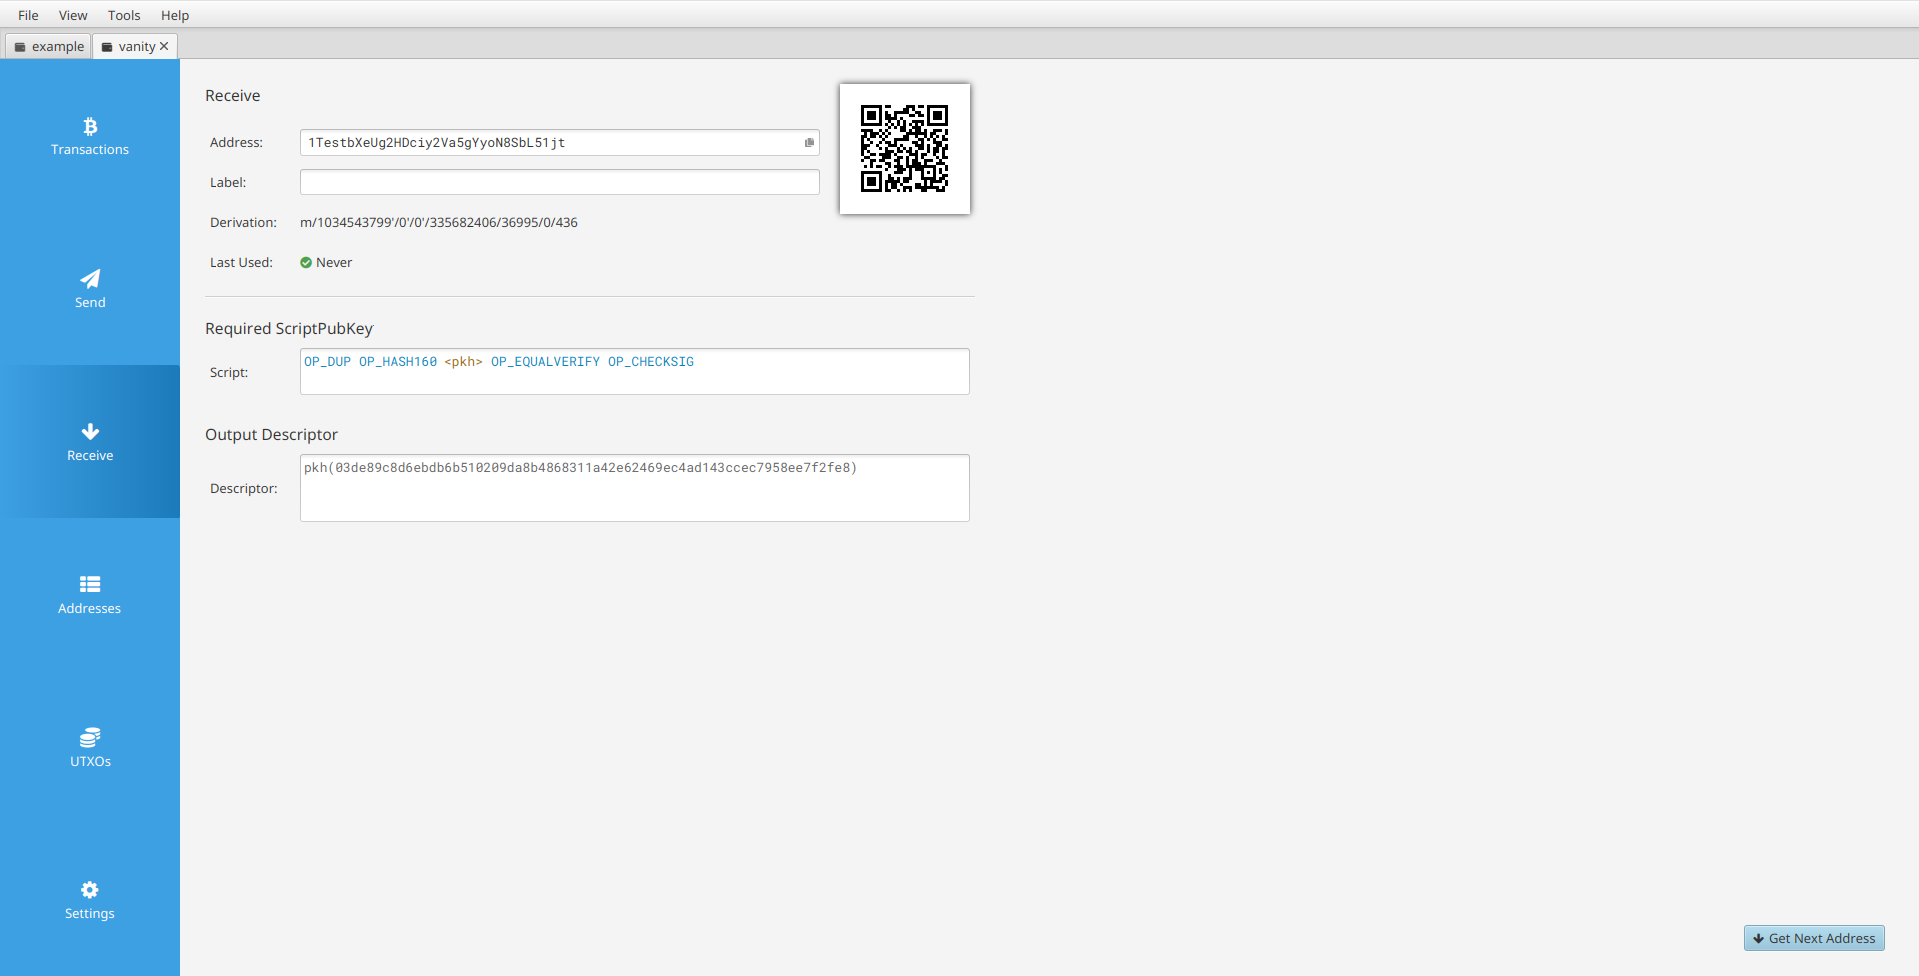 File View Tools Help
example vanity
Transactions
Send
Receive
Addresses
UTXOs
Settings
Receive
Address: 1TestbXeUg2HDciy2Va5gYyoN8SbL51jt
Label:
Derivation: m/1034543799'/0'/0'/335682406/36995/0/436
Last Used: Never
Required ScriptPubKey
Script: OP_DUP OP_HASH160 <pkh> OP_EQUALVERIFY OP_CHECKSIG
Output Descriptor
Descriptor: pkh(03de89c8d6ebdb6b510209da8b4868311a42e62469ec4ad143ccec7958ee7f2fe8)
Get Next Address